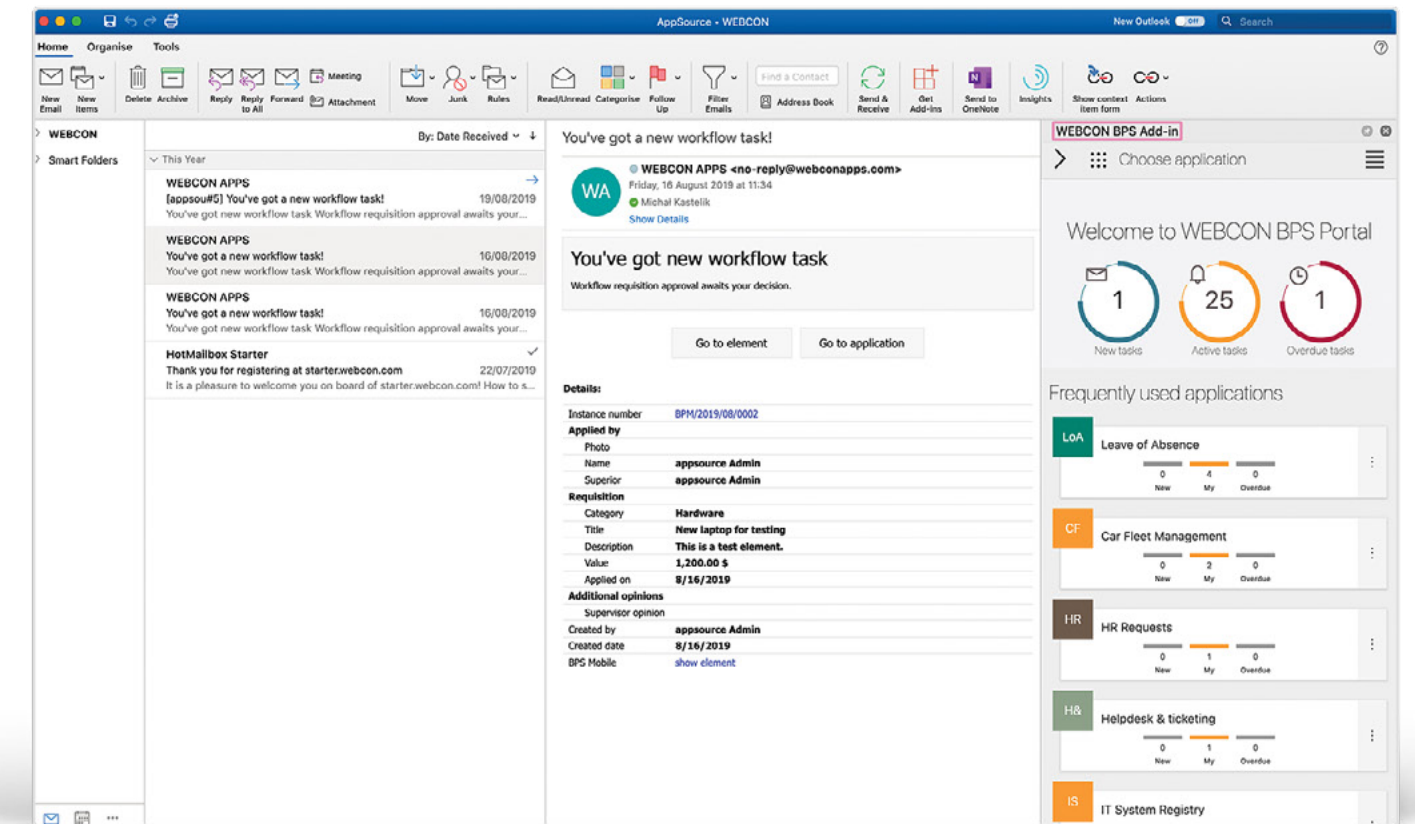 AppSource • WEBCON
New Outlook Off Search
Home Organise Tools
New Email
New Items
Delete
Archive
Reply
Reply to All
Forward
Meeting
Attachment
Move
Junk
Rules
Read/Unread
Categorise
Follow Up
Filter Emails
Find a Contact
Address Book
Send & Receive
Get Add-ins
Send to OneNote
Insights
Show context item form
Actions
WEBCON
Smart Folders
By: Date Received
This Year
WEBCON APPS
[appsou#5] You've got a new workflow task! 19/08/2019
You've got new workflow task Workflow requisition approval awaits your...
WEBCON APPS
You've got a new workflow task! 16/08/2019
You've got new workflow task Workflow requisition approval awaits your...
WEBCON APPS
You've got a new workflow task! 16/08/2019
You've got new workflow task Workflow requisition approval awaits your...
HotMailbox Starter
Thank you for registering at starter.webcon.com 22/07/2019
It is a pleasure to welcome you on board of starter.webcon.com! How to s...
You've got a new workflow task!
WA
WEBCON APPS <no-reply@webconapps.com>
Friday, 16 August 2019 at 11:34
Michał Kastelik
Show Details
You've got new workflow task
Workflow requisition approval awaits your decision.
Go to element Go to application
Details:
Instance number BPM/2019/08/0002
Applied by
Photo
Name appsource Admin
Superior appsource Admin
Requisition
Category Hardware
Title New laptop for testing
Description This is a test element.
Value 1,200.00 $
Applied on 8/16/2019
Additional opinions
Supervisor opinion
Created by appsource Admin
Created date 8/16/2019
BPS Mobile show element
WEBCON BPS Add-in
Choose application
Welcome to WEBCON BPS Portal
1 25 1
New tasks Active tasks Overdue tasks
Frequently used applications
LoA Leave of Absence
0 4 0
New My Overdue
CF Car Fleet Management
0 2 0
New My Overdue
HR HR Requests
0 1 0
New My Overdue
H& Helpdesk & ticketing
0 1 0
New My Overdue
IS IT System Registry